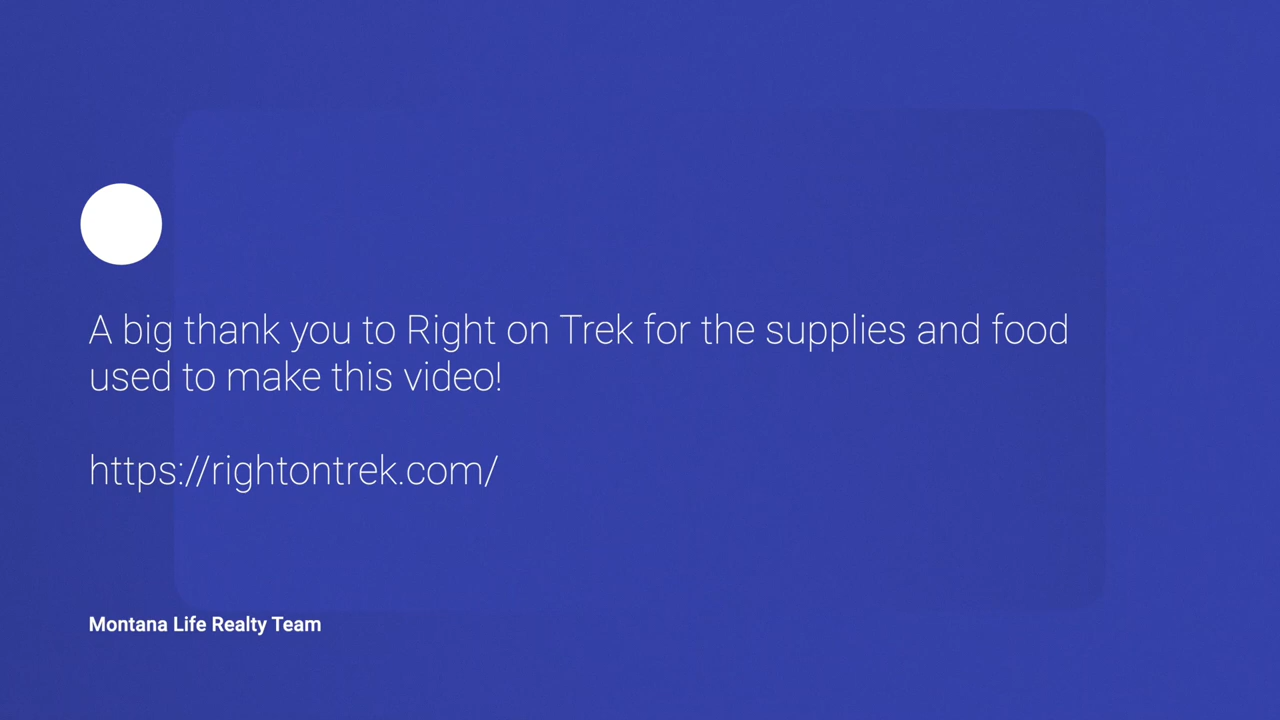 A big thank you to Right on Trek for the supplies and food
used to make this video!
https://rightontrek.com/
Montana Life Realty Team